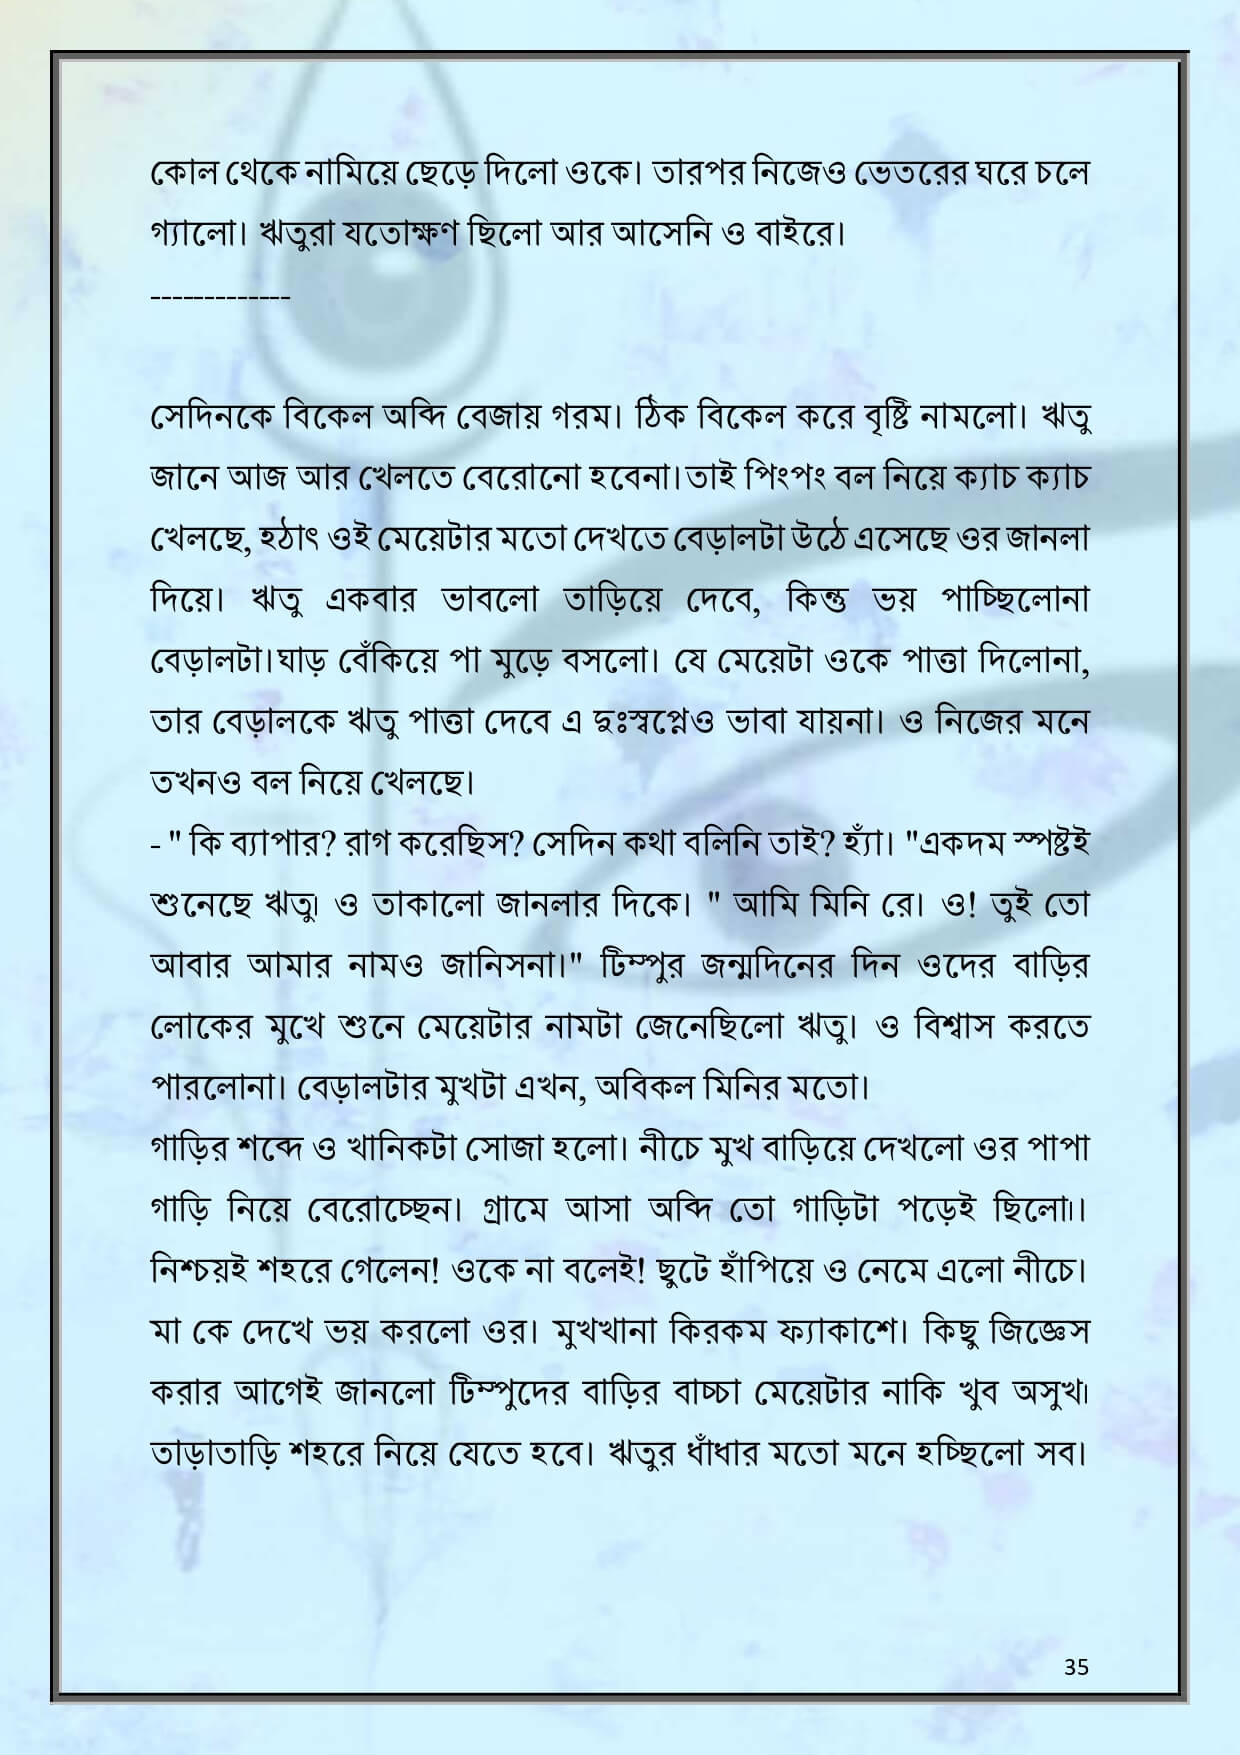 কোল থেকে নামিয়ে ছেড়ে দিলো ওকে। তারপর নিজেও ভেতরের ঘরে চলে
গ্যালো। ঋতুরা যতোক্ষণ ছিলো আর আসেনি ও বাইরে।
-------------
সেদিনকে বিকেল অব্দি বেজায় গরম। ঠিক বিকেল করে বৃষ্টি নামলো। ঋতু
জানে আজ আর খেলতে বেরোনো হবেনা।তাই পিংপং বল নিয়ে ক্যাচ ক্যাচ
খেলছে, হঠাৎ ওই মেয়েটার মতো দেখতে বেড়ালটা উঠে এসেছে ওর জানলা
দিয়ে। ঋতু একবার ভাবলো তাড়িয়ে দেবে, কিন্তু ভয় পাচ্ছিলোনা
বেড়ালটা।ঘাড় বেঁকিয়ে পা মুড়ে বসলো। যে মেয়েটা ওকে পাত্তা দিলোনা,
তার বেড়ালকে ঋতু পাত্তা দেবে এ দুঃস্বপ্নেও ভাবা যায়না। ও নিজের মনে
তখনও বল নিয়ে খেলছে।
- " কি ব্যাপার? রাগ করেছিস? সেদিন কথা বলিনি তাই? হ্যাঁ। "একদম স্পষ্টই
শুনেছে ঋতু৷ ও তাকালো জানলার দিকে। " আমি মিনি রে। ও! তুই তো
আবার আমার নামও জানিসনা।" টিম্পুর জন্মদিনের দিন ওদের বাড়ির
লোকের মুখে শুনে মেয়েটার নামটা জেনেছিলো ঋতু। ও বিশ্বাস করতে
পারলোনা। বেড়ালটার মুখটা এখন, অবিকল মিনির মতো।
গাড়ির শব্দে ও খানিকটা সোজা হলো। নীচে মুখ বাড়িয়ে দেখলো ওর পাপা
গাড়ি নিয়ে বেরোচ্ছেন। গ্রামে আসা অব্দি তো গাড়িটা পড়েই ছিলো৷।
নিশ্চয়ই শহরে গেলেন! ওকে না বলেই! ছুটে হাঁপিয়ে ও নেমে এলো নীচে।
মা কে দেখে ভয় করলো ওর। মুখখানা কিরকম ফ্যাকাশে। কিছু জিজ্ঞেস
করার আগেই জানলো টিম্পুদের বাড়ির বাচ্চা মেয়েটার নাকি খুব অসুখ৷
তাড়াতাড়ি শহরে নিয়ে যেতে হবে। ঋতুর ধাঁধার মতো মনে হচ্ছিলো সব।
35